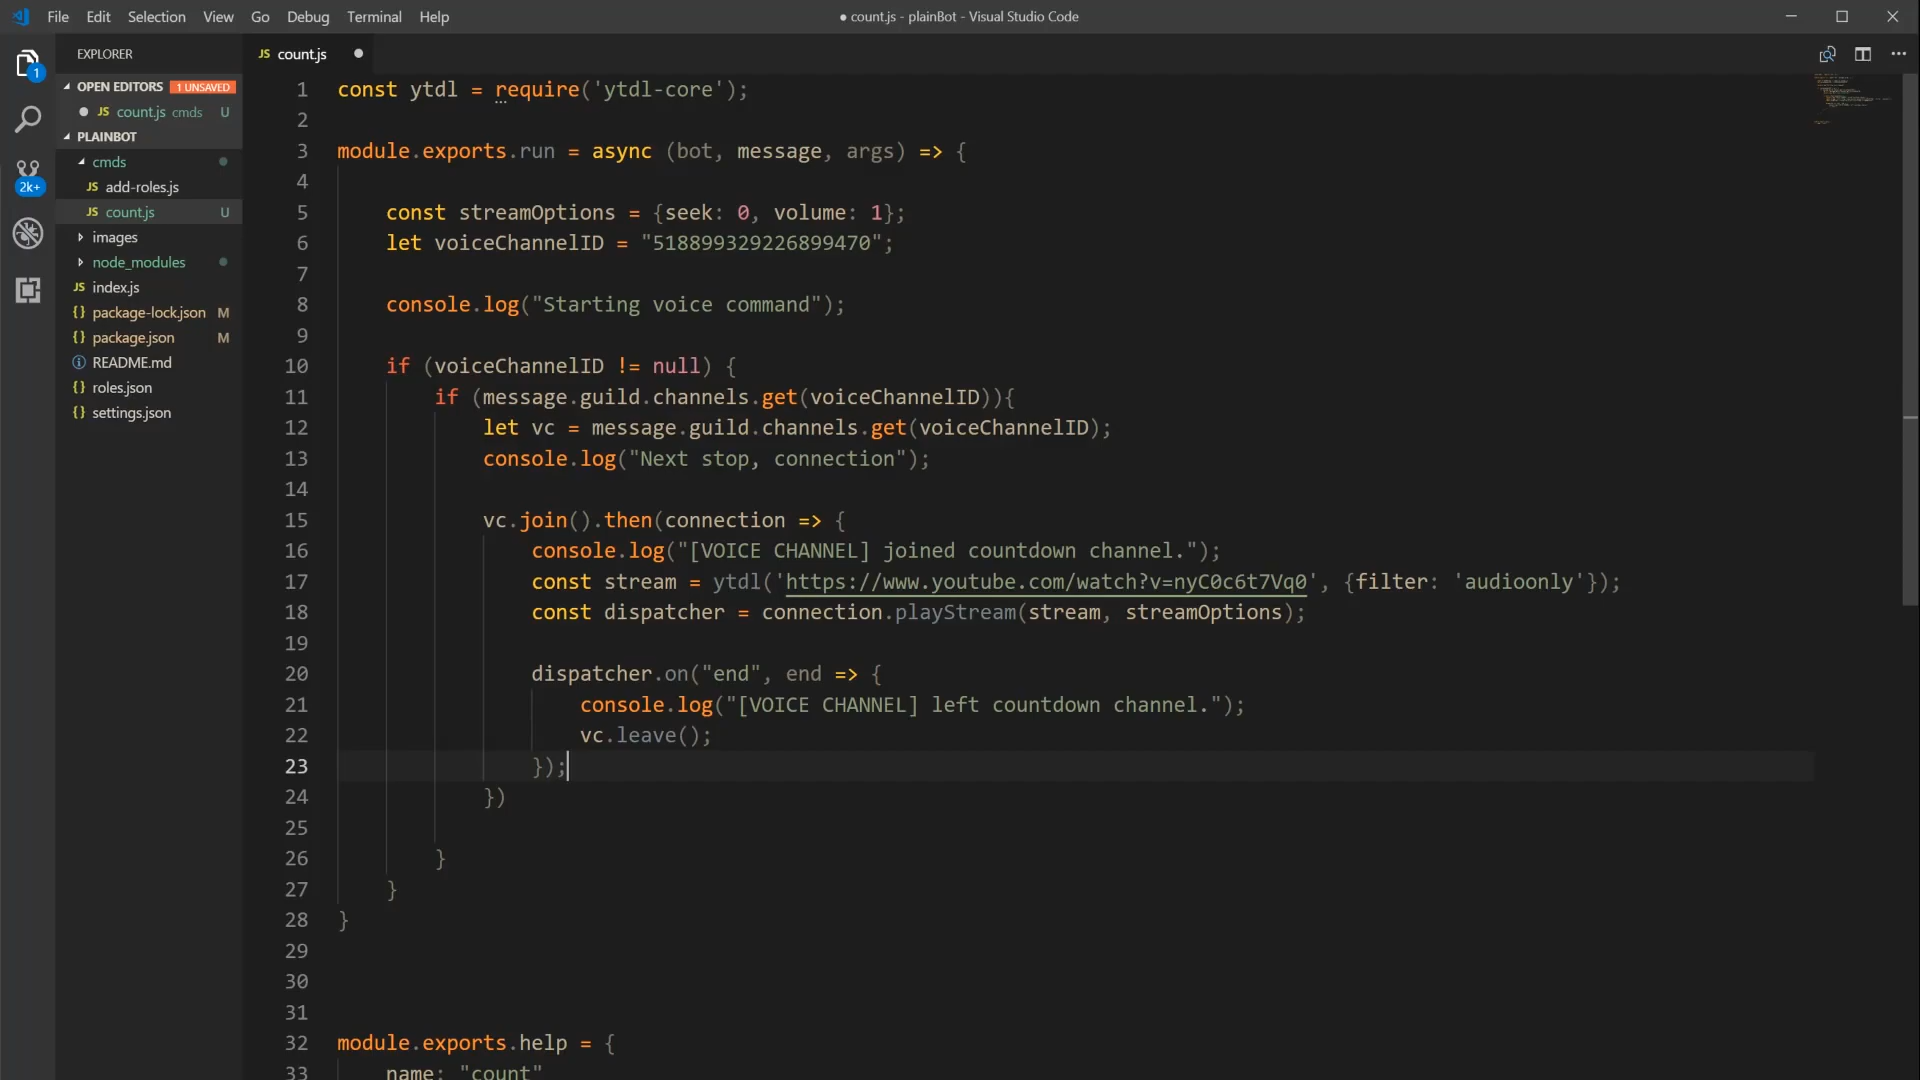 File Edit Selection View Go Debug Terminal Help
● count.js - plainBot - Visual Studio Code
EXPLORER
OPEN EDITORS 1 UNSAVED
JS count.js cmds U
PLAINBOT
cmds
JS add-roles.js
JS count.js U
images
node_modules
JS index.js
{} package-lock.json M
{} package.json M
README.md
{} roles.json
{} settings.json
1
2k+
JS count.js ●
1 const ytdl = require('ytdl-core');
2
3 module.exports.run = async (bot, message, args) => {
4
5 const streamOptions = {seek: 0, volume: 1};
6 let voiceChannelID = "518899329226899470";
7
8 console.log("Starting voice command");
9
10 if (voiceChannelID != null) {
11 if (message.guild.channels.get(voiceChannelID)){
12 let vc = message.guild.channels.get(voiceChannelID);
13 console.log("Next stop, connection");
14
15 vc.join().then(connection => {
16 console.log("[VOICE CHANNEL] joined countdown channel.");
17 const stream = ytdl('https://www.youtube.com/watch?v=nyC0c6t7Vq0', {filter: 'audioonly'});
18 const dispatcher = connection.playStream(stream, streamOptions);
19
20 dispatcher.on("end", end => {
21 console.log("[VOICE CHANNEL] left countdown channel.");
22 vc.leave();
23 });
24 })
25
26 }
27 }
28 }
29
30
31
32 module.exports.help = {
33 name: "count"